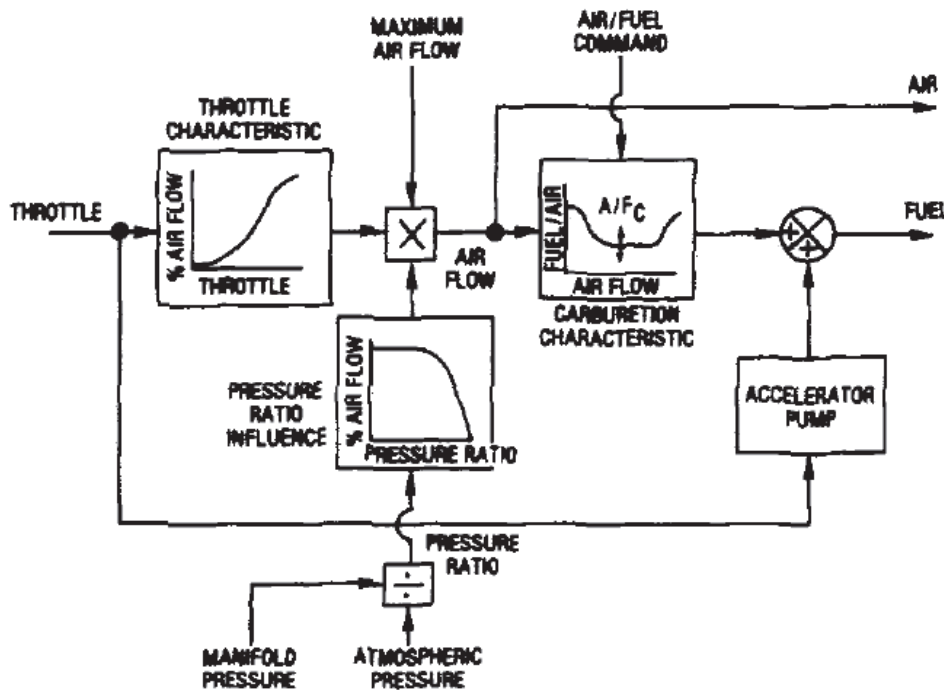 MAXIMUM
AIR FLOW
AIR/FUEL
COMMAND
AIR
THROTTLE
CHARACTERISTIC
% AIR FLOW
THROTTLE
THROTTLE
X
AIR
FLOW
FUEL/AIR
A/FC
AIR FLOW
CARBURETION
CHARACTERISTIC
+
+
FUEL
PRESSURE
RATIO
INFLUENCE
% AIR FLOW
PRESSURE RATIO
ACCELERATOR
PUMP
PRESSURE
RATIO
÷
MANIFOLD
PRESSURE
ATMOSPHERIC
PRESSURE